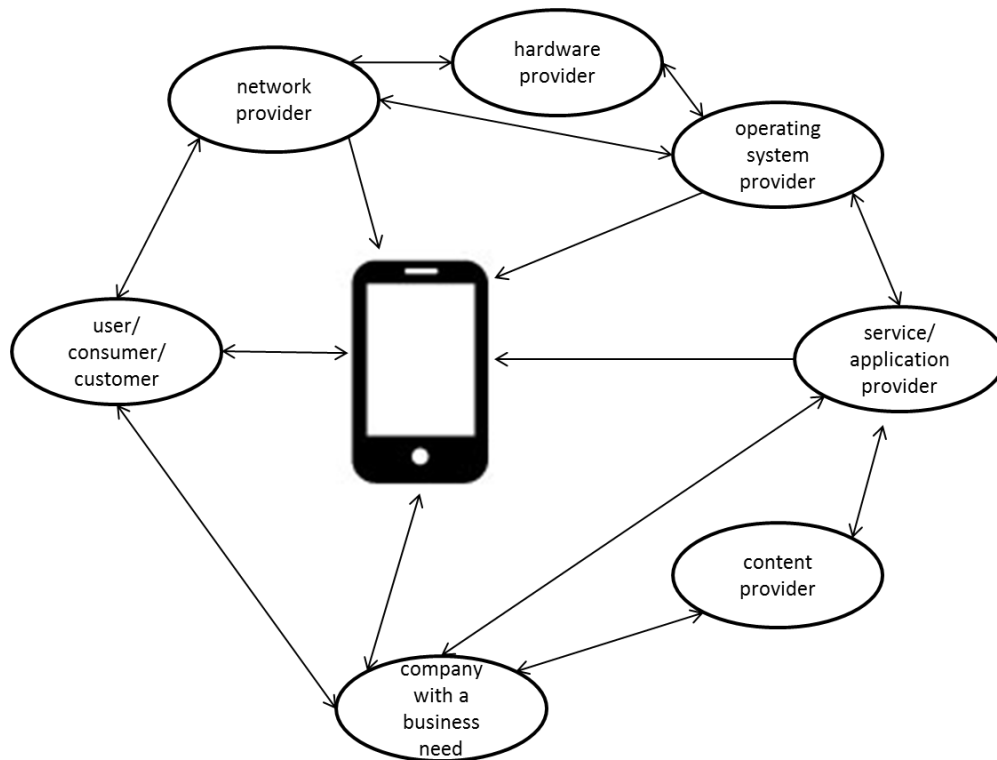 hardware
provider
network
provider
operating
system
provider
user/
consumer/
customer
service/
application
provider
content
provider
company
with a
business
need